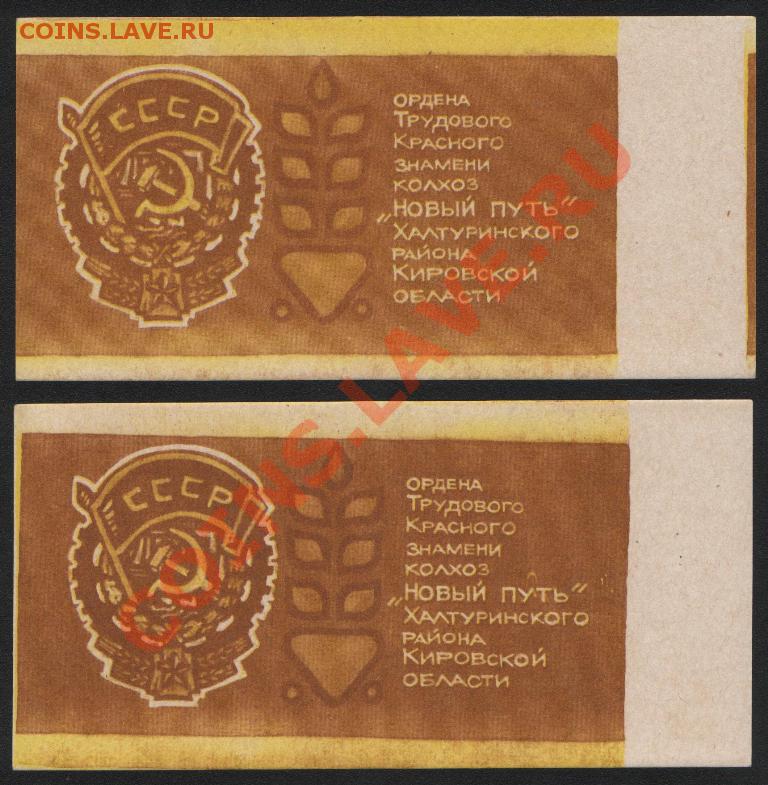 COINS.LAVE.RU
СССР
ОРДЕНА
ТРУДОВОГО
КРАСНОГО
ЗНАМЕНИ
КОЛХОЗ
„НОВЫЙ ПУТЬ“
ХАЛТУРИНСКОГО
РАЙОНА
КИРОВСКОЙ
ОБЛАСТИ
СССР
ОРДЕНА
ТРУДОВОГО
КРАСНОГО
ЗНАМЕНИ
КОЛХОЗ
„НОВЫЙ ПУТЬ“
ХАЛТУРИНСКОГО
РАЙОНА
КИРОВСКОЙ
ОБЛАСТИ
COINS.LAVE.RU